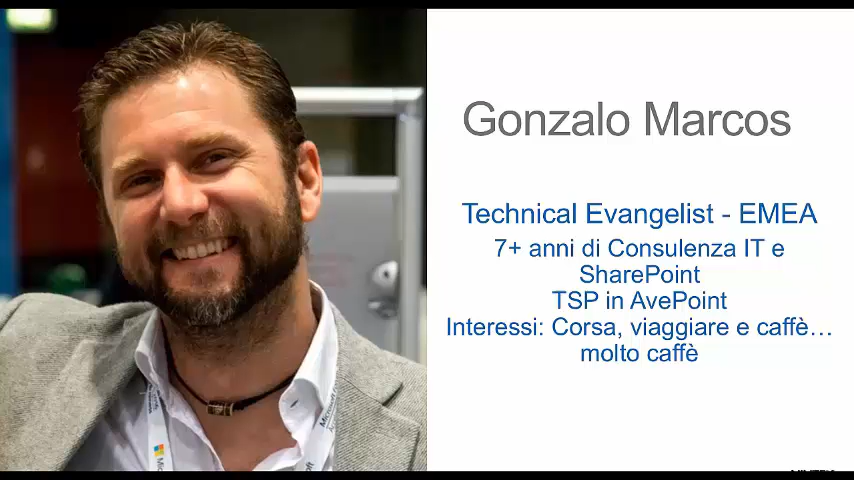 Gonzalo Marcos
Technical Evangelist - EMEA
7+ anni di Consulenza IT e
SharePoint
TSP in AvePoint
Interessi: Corsa, viaggiare e caffè…
molto caffè
Microsoft